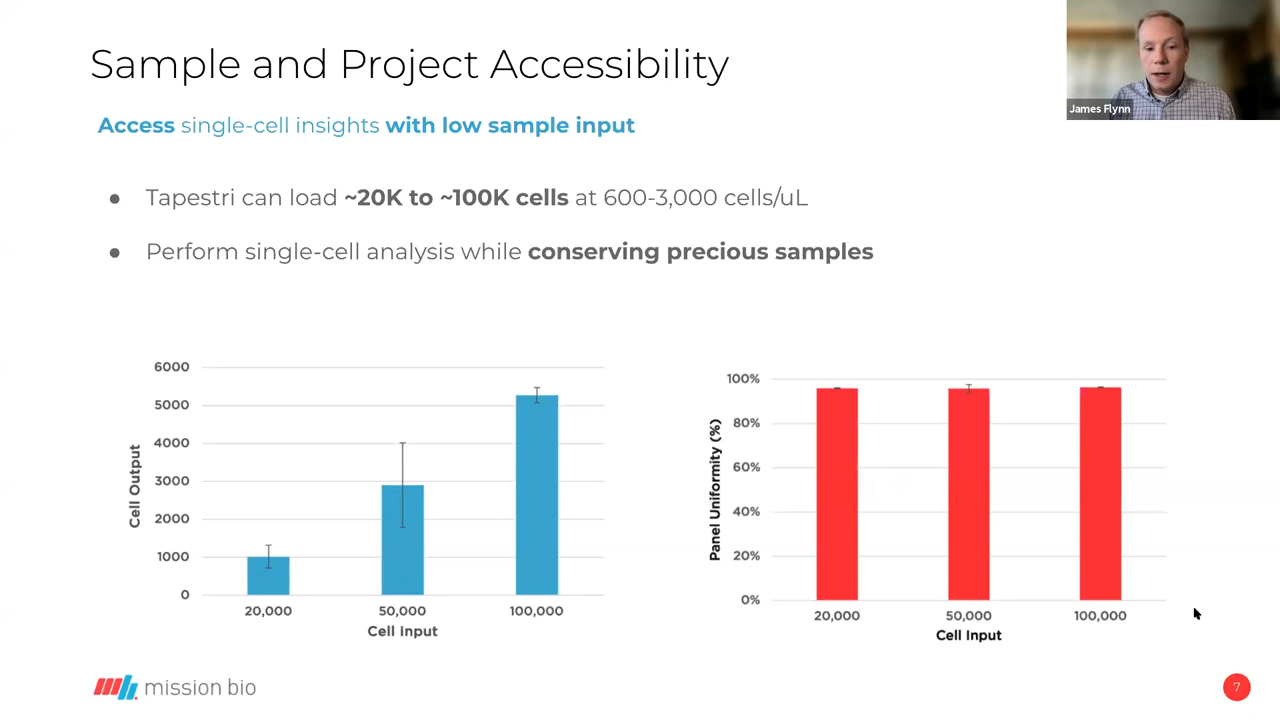 Sample and Project Accessibility
James Flynn
Access single-cell insights with low sample input
● Tapestri can load ~20K to ~100K cells at 600-3,000 cells/uL
● Perform single-cell analysis while conserving precious samples
6000
5000
4000
3000
2000
1000
0
Cell Output
20,000 50,000 100,000
Cell Input
100%
80%
60%
40%
20%
0%
Panel Uniformity (%)
20,000 50,000 100,000
Cell Input
mission bio
7